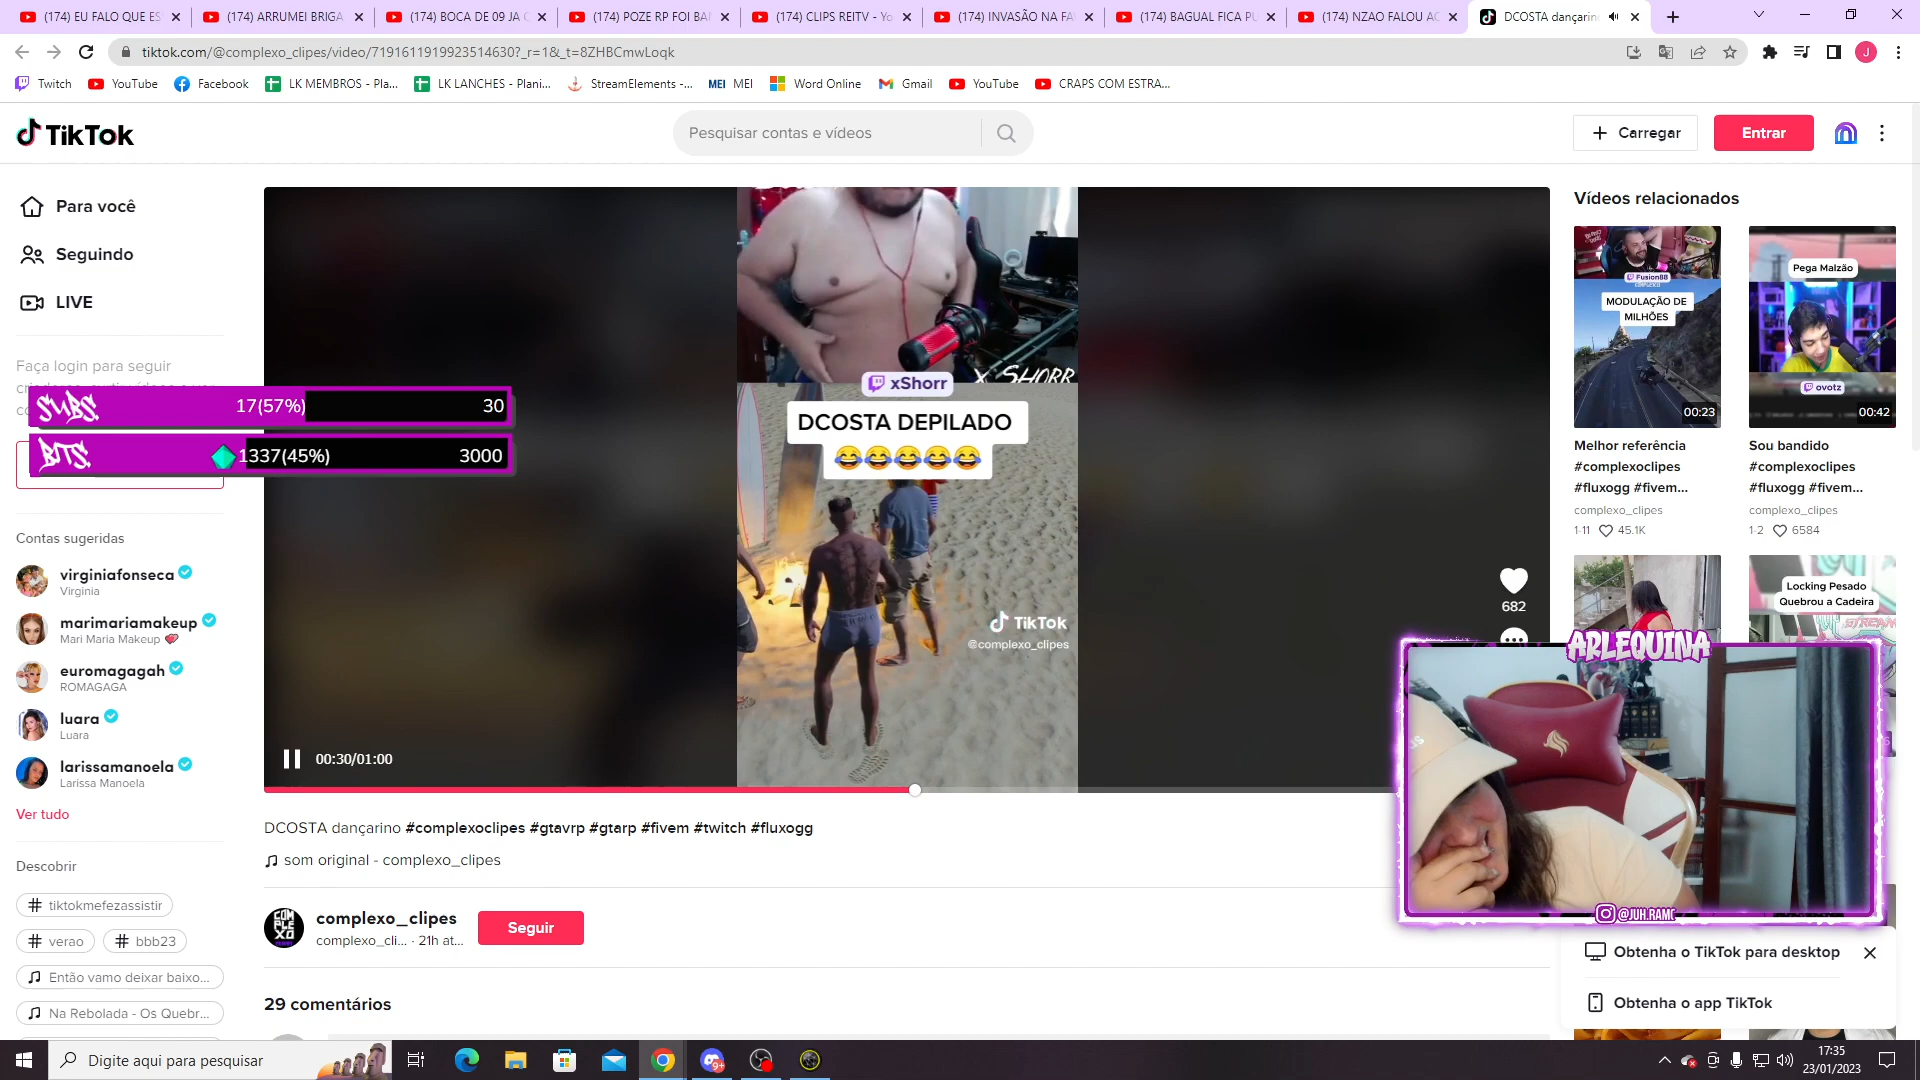 (174) EU FALO QUE ES
(174) ARRUMEI BRIGA
(174) BOCA DE 09 JA C
(174) POZE RP FOI BA
(174) CLIPS REITV - Yo
(174) INVASÃO NA FA
(174) BAGUAL FICA PU
(174) NZAO FALOU AC
DCOSTA dançarin
tiktok.com/@complexo_clipes/video/7191611919923514630?_r=1&_t=8ZHBCmwLoqk
J
Twitch
YouTube
Facebook
LK MEMBROS - Pla...
LK LANCHES - Plani...
StreamElements -...
MEI MEI
Word Online
Gmail
YouTube
CRAPS COM ESTRA...
TikTok
Pesquisar contas e vídeos
Carregar
Entrar
Para você
Seguindo
LIVE
Faça login para seguir
SUBS. 17(57%) 30
BITS. 1337(45%) 3000
Contas sugeridas
virginiafonseca
Virginia
marimariamakeup
Mari Maria Makeup
euromagagah
ROMAGAGA
luara
Luara
larissamanoela
Larissa Manoela
Ver tudo
Descobrir
# tiktokmefezassistir
# verao
# bbb23
Então vamo deixar baixo...
Na Rebolada - Os Quebr...
X SHORR
xShorr
DCOSTA DEPILADO
😂😂😂😂😂
TikTok
@complexo_clipes
682
00:30/01:00
DCOSTA dançarino #complexoclipes #gtavrp #gtarp #fivem #twitch #fluxogg
som original - complexo_clipes
COM
PLE
XO
complexo_clipes
complexo_cli... · 21h at...
Seguir
29 comentários
Vídeos relacionados
Fusion88
MODULAÇÃO DE
MILHÕES
00:23
Melhor referência
#complexoclipes
#fluxogg #fivem...
complexo_clipes
1-11 45.1K
Pega Malzão
ovotz
00:42
Sou bandido
#complexoclipes
#fluxogg #fivem...
complexo_clipes
1-2 6584
Locking Pesado
Quebrou a Cadeira
ARLEQUINA
@JUH.RAMC
Obtenha o TikTok para desktop
Obtenha o app TikTok
Digite aqui para pesquisar
9+
17:35
23/01/2023